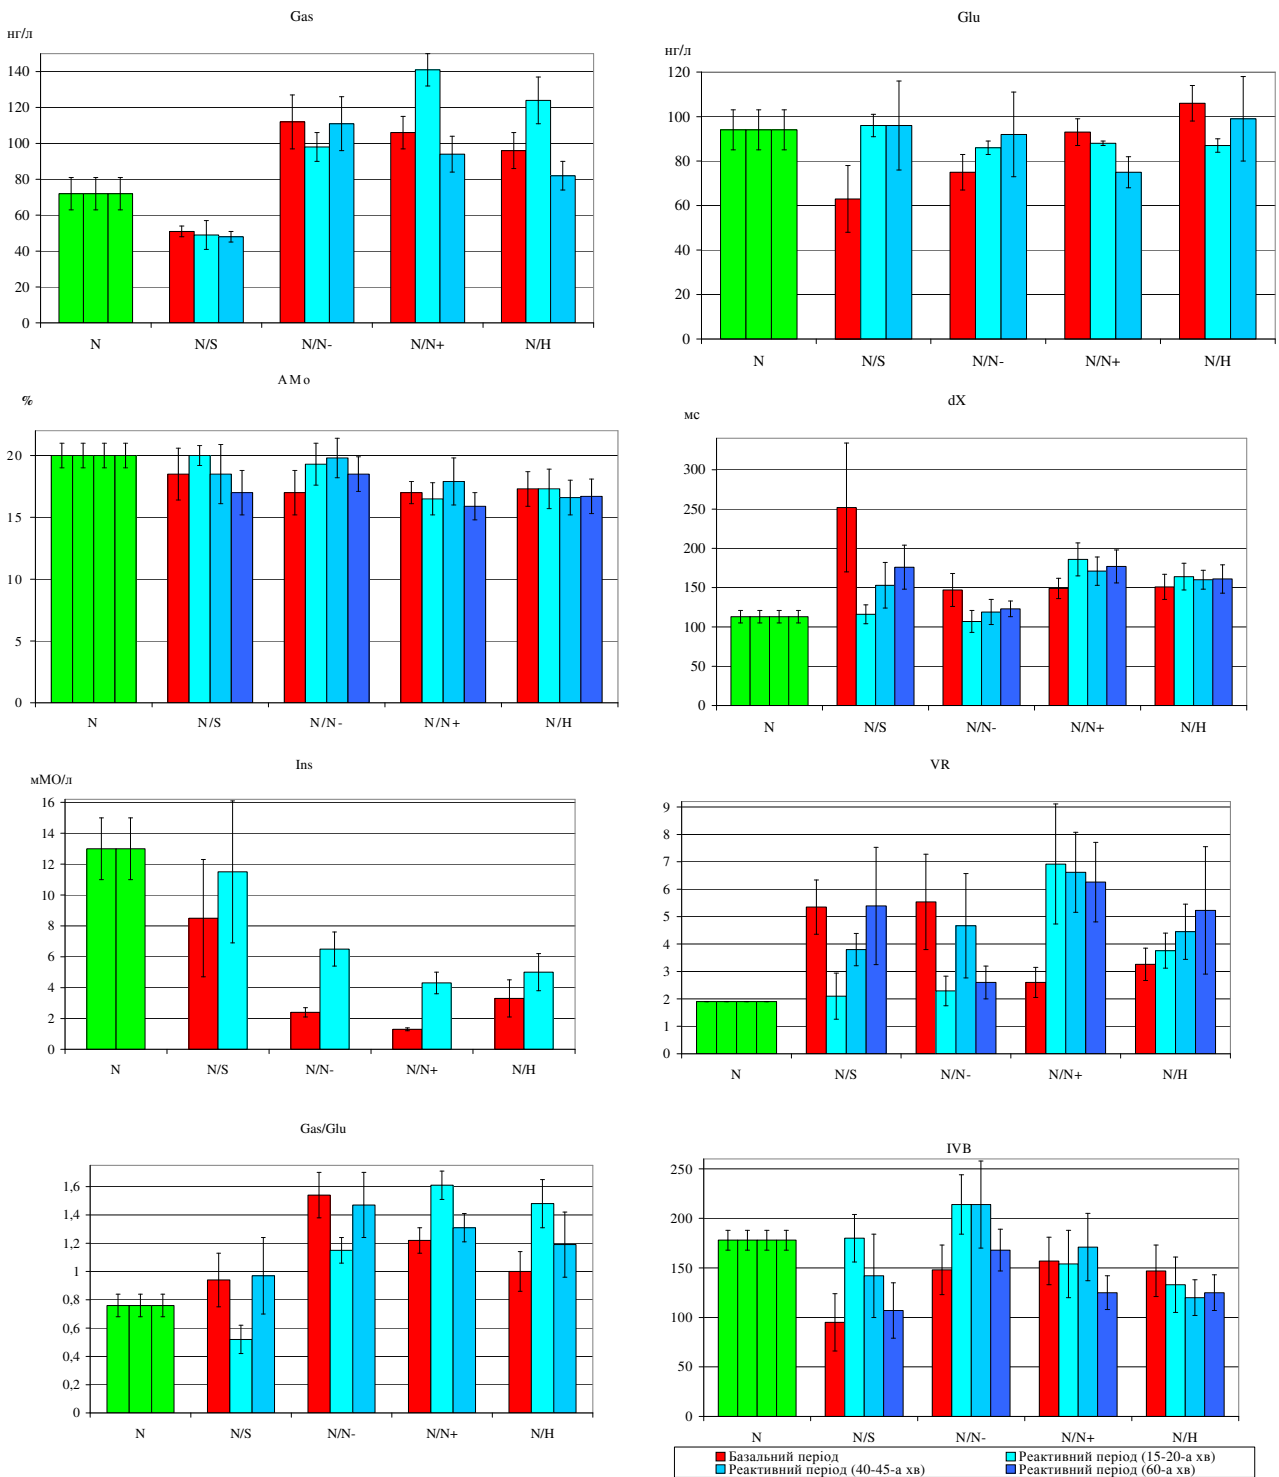 Gas
нг/л
140
120
100
80
60
40
20
0
N N/S N/N- N/N+ N/H
Glu
нг/л
120
100
80
60
40
20
0
N N/S N/N- N/N+ N/H
AMo
%
20
15
10
5
0
N N/S N/N- N/N+ N/H
dX
мс
300
250
200
150
100
50
0
N N/S N/N- N/N+ N/H
Ins
мМО/л
16
14
12
10
8
6
4
2
0
N N/S N/N- N/N+ N/H
VR
9
8
7
6
5
4
3
2
1
0
N N/S N/N- N/N+ N/H
Gas/Glu
1,6
1,4
1,2
1
0,8
0,6
0,4
0,2
0
N N/S N/N- N/N+ N/H
IVB
250
200
150
100
50
0
N N/S N/N- N/N+ N/H
Базальний період Реактивний період (15-20-а хв)
Реактивний період (40-45-а хв) Реактивний період (60-а хв)